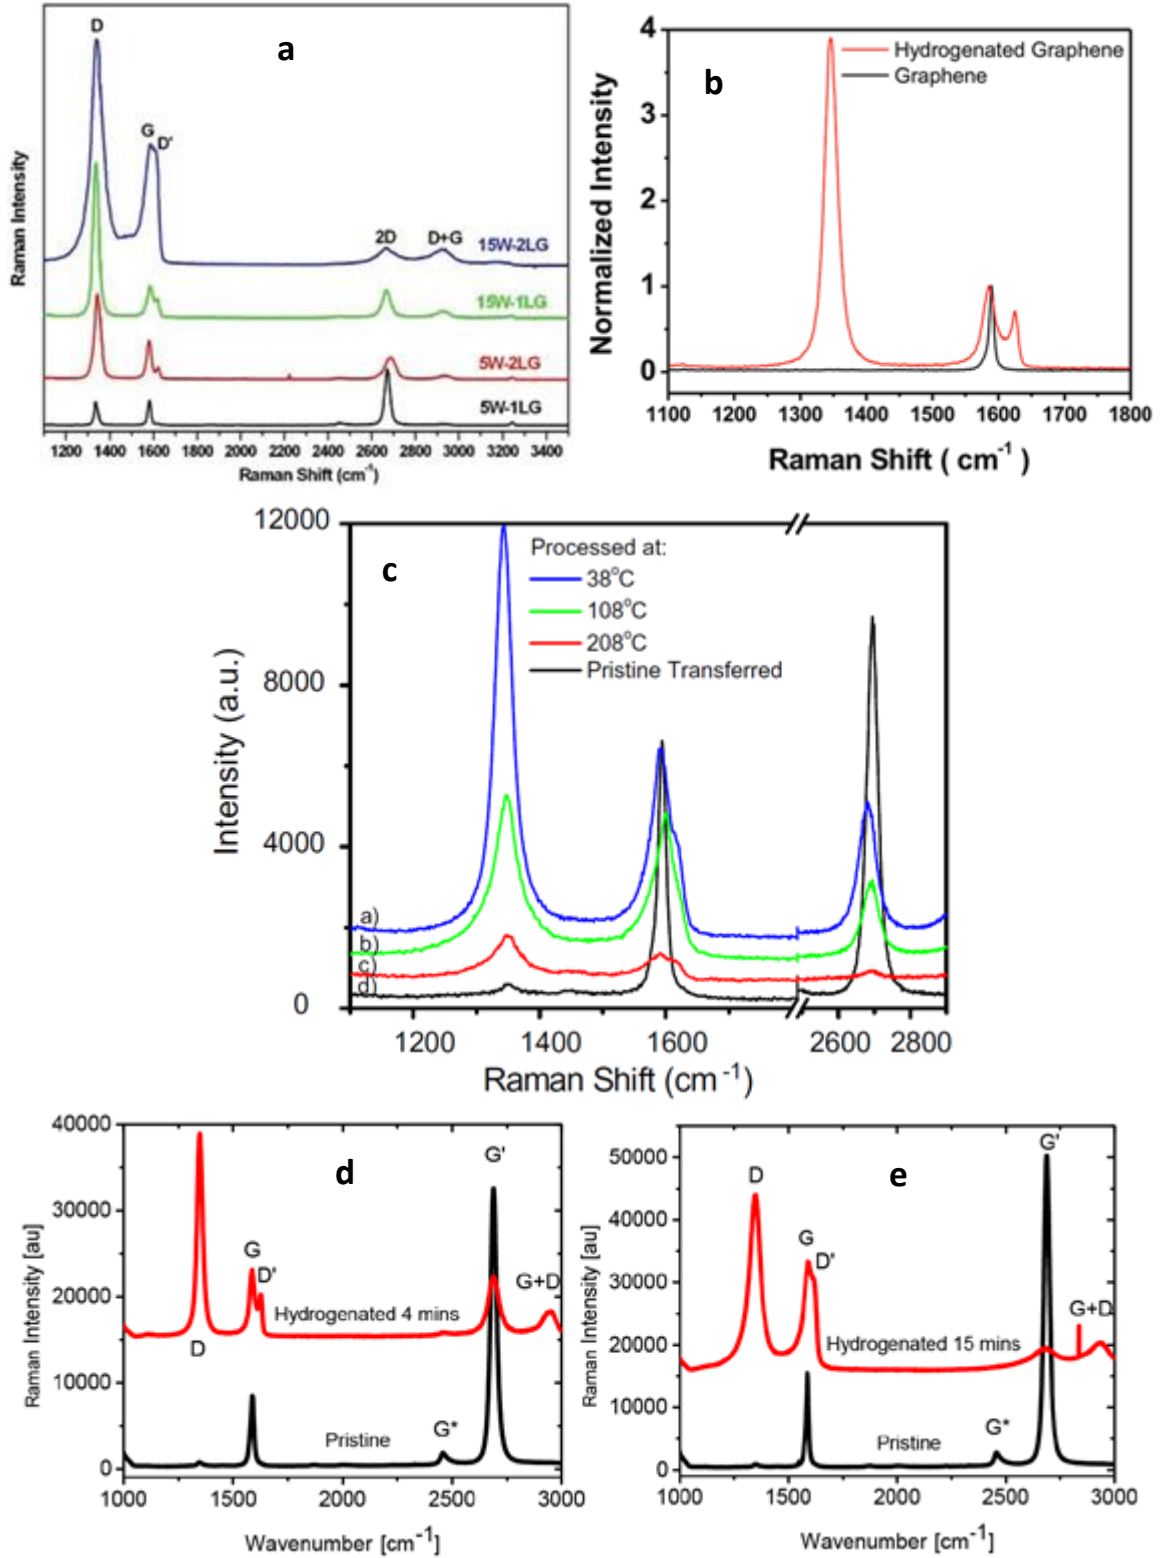 a
D
G
D'
2D
D+G
15W-2LG
15W-1LG
5W-2LG
5W-1LG
Raman Intensity
1200 1400 1600 1800 2000 2200 2400 2600 2800 3000 3200 3400
Raman Shift (cm-1)
b
Hydrogenated Graphene
Graphene
4
3
2
1
0
Normalized Intensity
1100 1200 1300 1400 1500 1600 1700 1800
Raman Shift ( cm-1 )
c
Processed at:
38°C
108°C
208°C
Pristine Transferred
12000
8000
4000
0
Intensity (a.u.)
a)
b)
c)
d)
1200 1400 1600 2600 2800
Raman Shift (cm-1)
d
40000
30000
20000
10000
0
Raman Intensity [au]
G'
G
D'
G+D
Hydrogenated 4 mins
D
G*
Pristine
1000 1500 2000 2500 3000
Wavenumber [cm-1]
e
50000
40000
30000
20000
10000
0
Raman Intensity [au]
G'
D
G
D'
G+D
Hydrogenated 15 mins
G*
Pristine
1000 1500 2000 2500 3000
Wavenumber [cm-1]